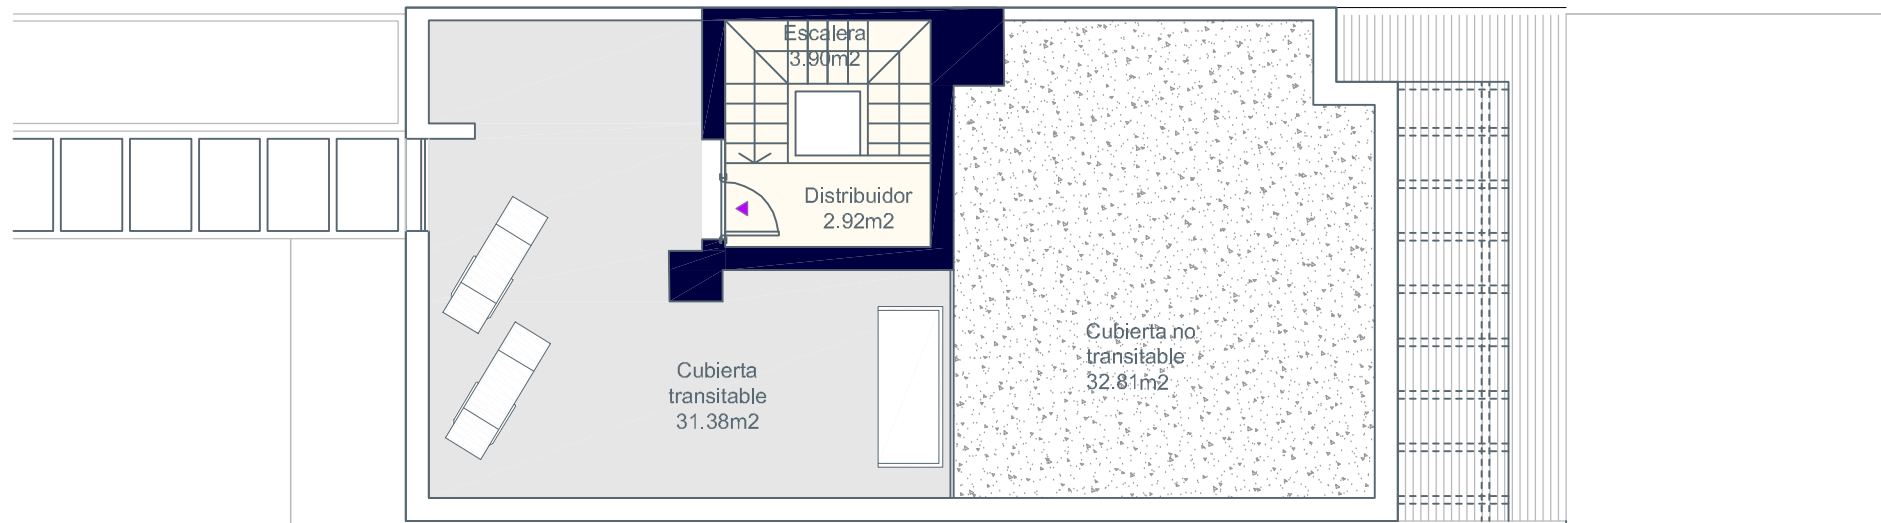 Escalera
3.90m2
Distribuidor
2.92m2
Cubierta
transitable
31.38m2
Cubierta no
transitable
32.81m2